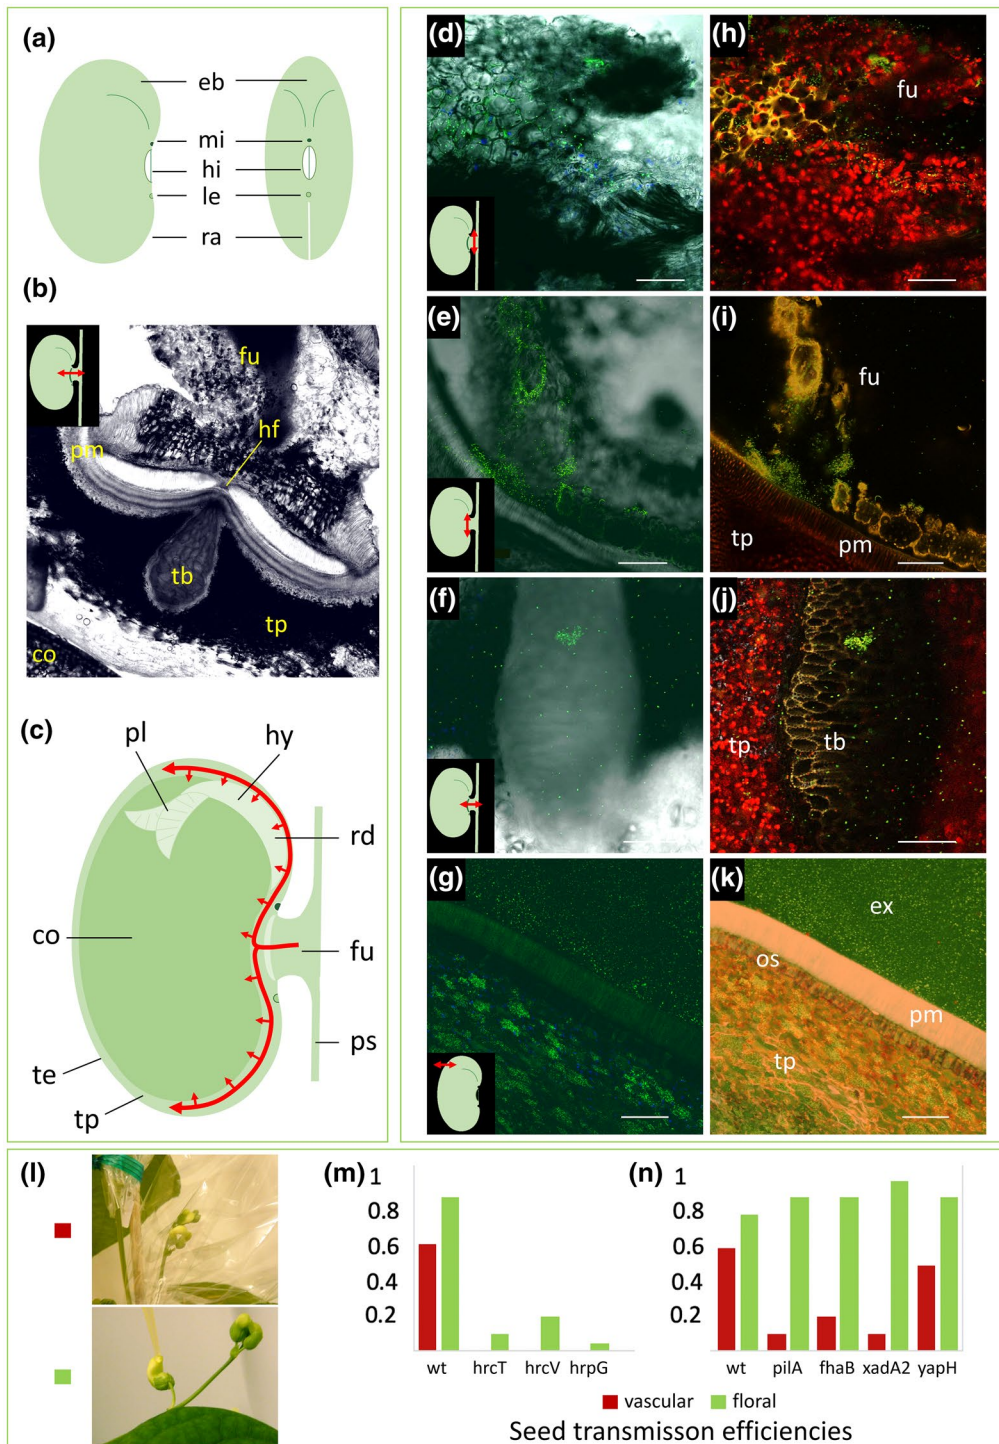 (a)
eb
mi
hi
le
ra
(b)
fu
hf
pm
tb
tp
co
(c)
pl
hy
rd
co
fu
te
ps
tp
(d)
(h)
fu
(e)
(i)
fu
tp
pm
(f)
(j)
tp
tb
(g)
(k)
ex
os
pm
tp
(l)
(m)
1
0.8
0.6
0.4
0.2
wt hrcT hrcV hrpG
(n)
1
0.8
0.6
0.4
0.2
wt pilA fhaB xadA2 yapH
vascular floral
Seed transmisson efficiencies